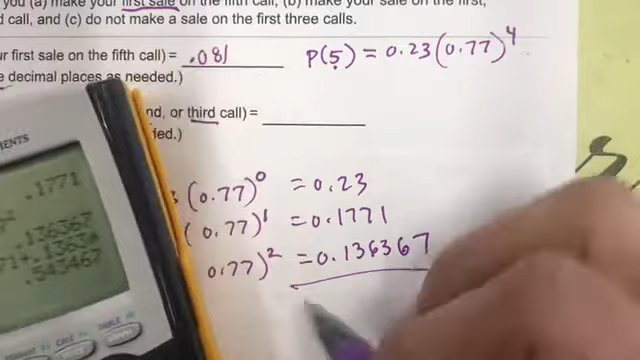 you (a) make your first sale on the fifth call, (b) make your sale on the first,
d call, and (c) do not make a sale on the first three calls.
ur first sale on the fifth call) = .081 P(5) = 0.23(0.77)^4
e decimal places as needed.)
nd, or third call) =
ded.)
(0.77)^0 = 0.23
(0.77)^1 = 0.1771
0.77)^2 = 0.136367
.1771
.136367
.543467